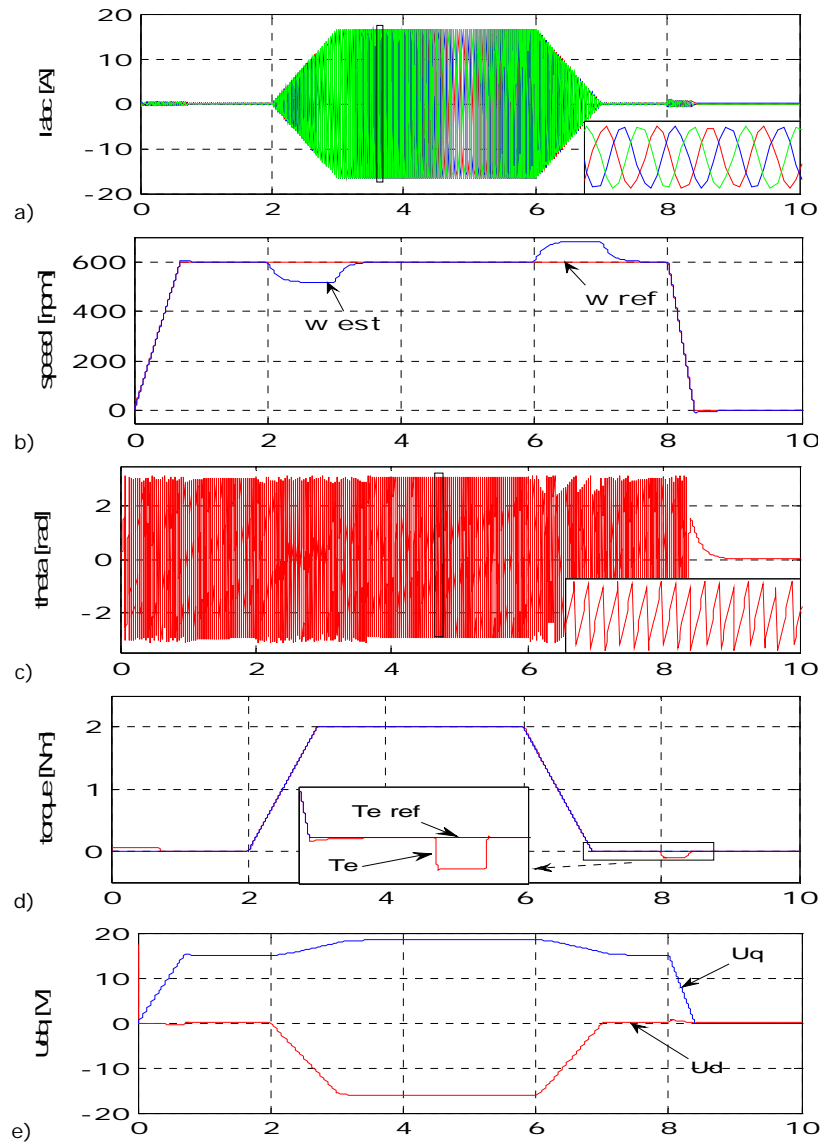 20
10
0
-10
-20
Iabc [A]
a)
0 2 4 6 8 10
600
400
200
0
speed [rpm]
w est
w ref
b)
0 2 4 6 8 10
2
0
-2
theta [rad]
c)
0 2 4 6 8 10
2
1
0
torque [Nm]
Te ref
Te
d)
0 2 4 6 8 10
20
10
0
-10
-20
Udq [V]
Uq
Ud
e)
0 2 4 6 8 10